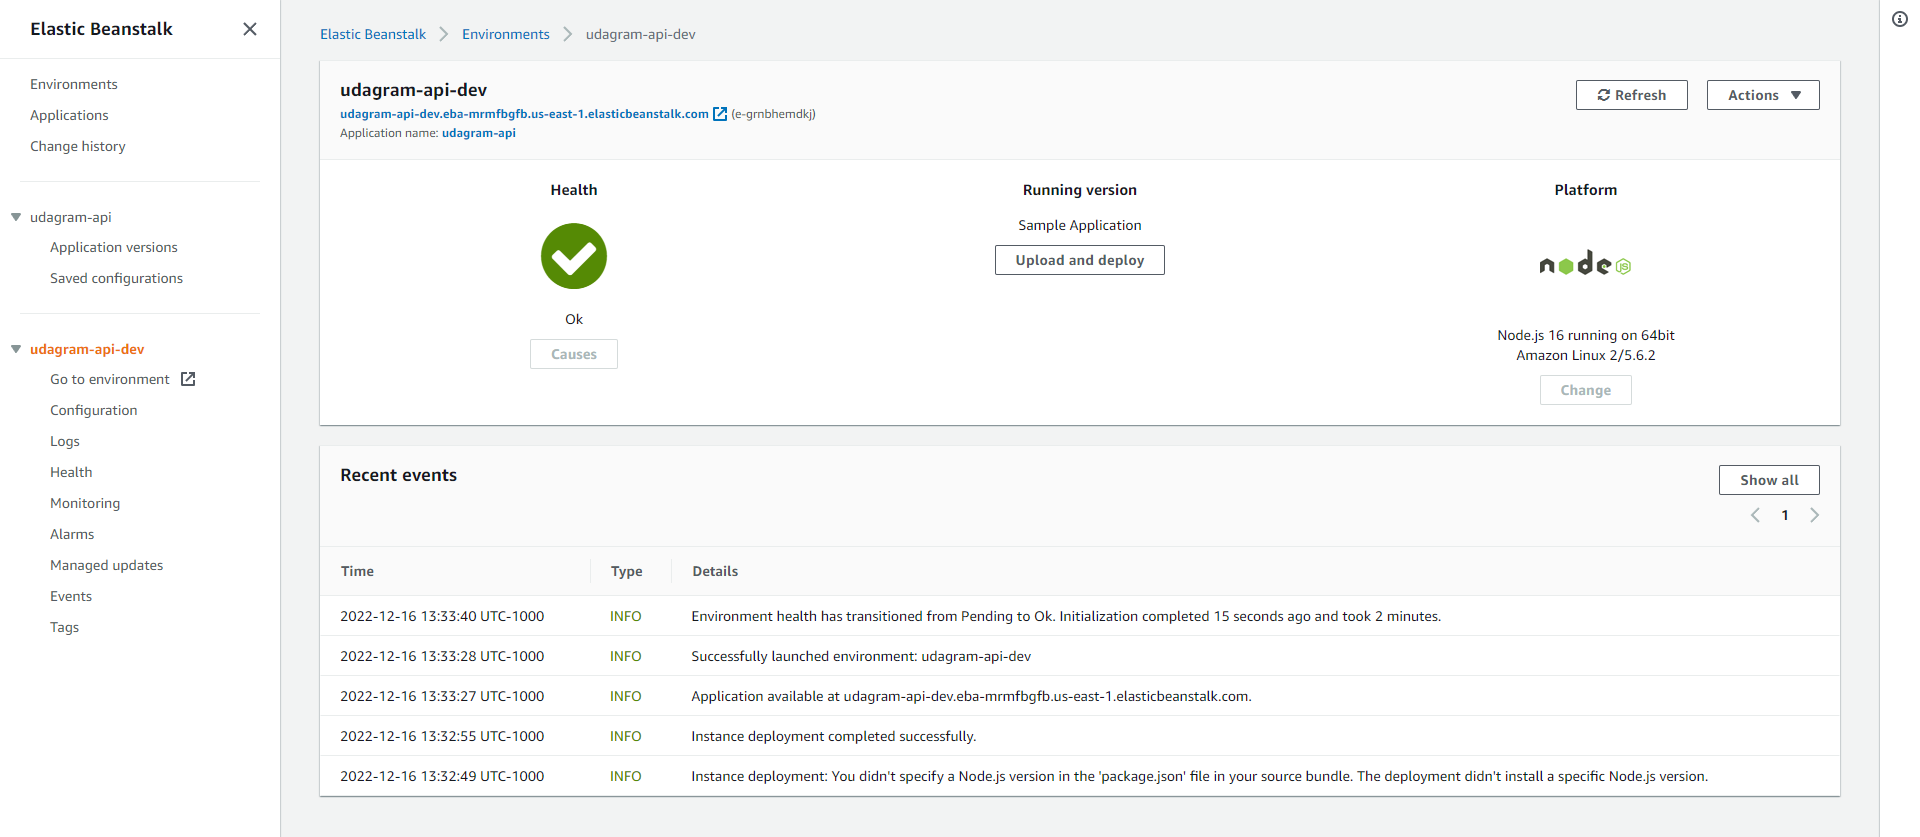 Elastic Beanstalk
Environments
Applications
Change history
udagram-api
Application versions
Saved configurations
udagram-api-dev
Go to environment
Configuration
Logs
Health
Monitoring
Alarms
Managed updates
Events
Tags
Elastic Beanstalk Environments udagram-api-dev
udagram-api-dev
udagram-api-dev.eba-mrmfbgfb.us-east-1.elasticbeanstalk.com (e-grnbhemdkj)
Application name: udagram-api
Refresh
Actions
Health
Ok
Causes
Running version
Sample Application
Upload and deploy
Platform
node JS
Node.js 16 running on 64bit
Amazon Linux 2/5.6.2
Change
Recent events
Show all
1
Time Type Details
2022-12-16 13:33:40 UTC-1000 INFO Environment health has transitioned from Pending to Ok. Initialization completed 15 seconds ago and took 2 minutes.
2022-12-16 13:33:28 UTC-1000 INFO Successfully launched environment: udagram-api-dev
2022-12-16 13:33:27 UTC-1000 INFO Application available at udagram-api-dev.eba-mrmfbgfb.us-east-1.elasticbeanstalk.com.
2022-12-16 13:32:55 UTC-1000 INFO Instance deployment completed successfully.
2022-12-16 13:32:49 UTC-1000 INFO Instance deployment: You didn't specify a Node.js version in the 'package.json' file in your source bundle. The deployment didn't install a specific Node.js version.